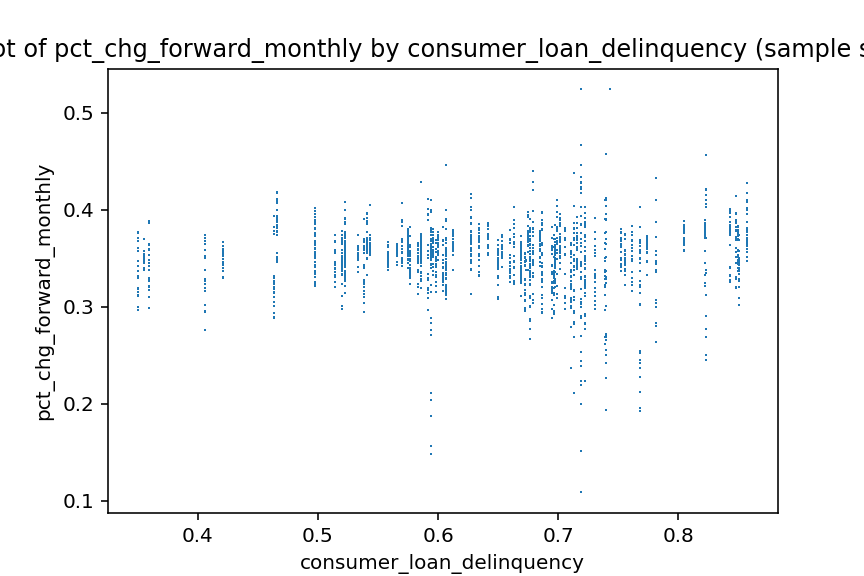 of pct_chg_forward_monthly by consumer_loan_delinquency (sample
0.5
0.4
0.3
0.2
0.1
pct_chg_forward_monthly
0.4 0.5 0.6 0.7 0.8
consumer_loan_delinquency